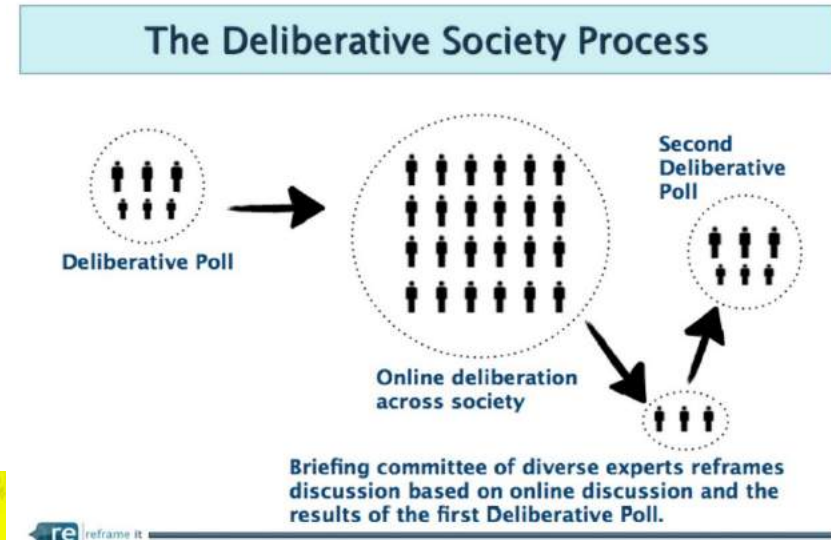 The Deliberative Society Process
Deliberative Poll
Online deliberation
across society
Second
Deliberative
Poll
Briefing committee of diverse experts reframes
discussion based on online discussion and the
results of the first Deliberative Poll.
re reframe it